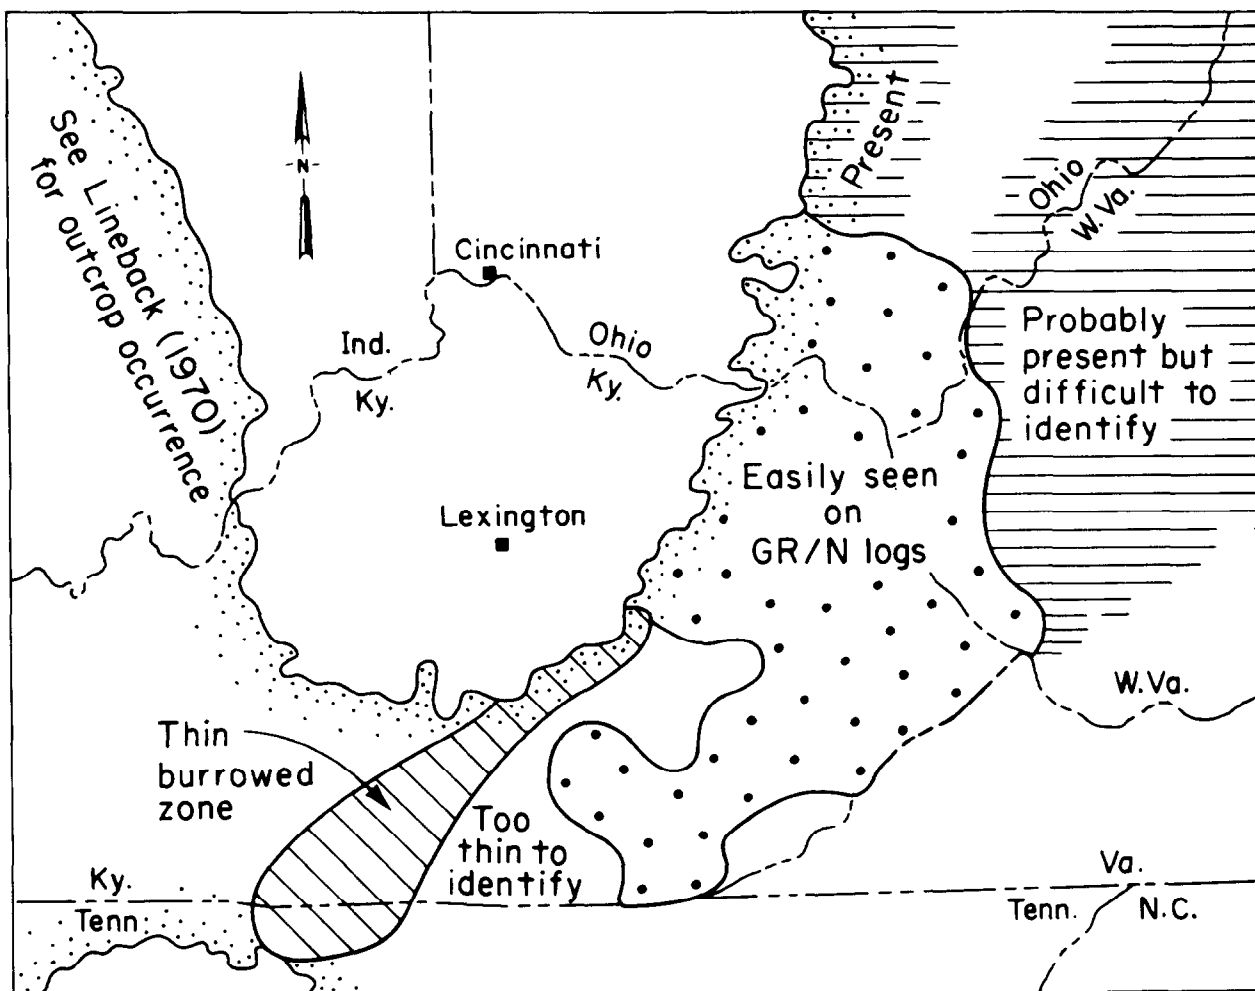 See Lineback (1970)
for outcrop occurrence
N
Present
Ohio
W.Va.
Cincinnati
Ind.
Ky.
Ohio
Ky.
Probably
present but
difficult to
identify
Easily seen
on
GR/N logs
Lexington
W.Va.
Thin
burrowed
zone
Too
thin to
identify
Ky.
Tenn
Va.
Tenn.
N.C.